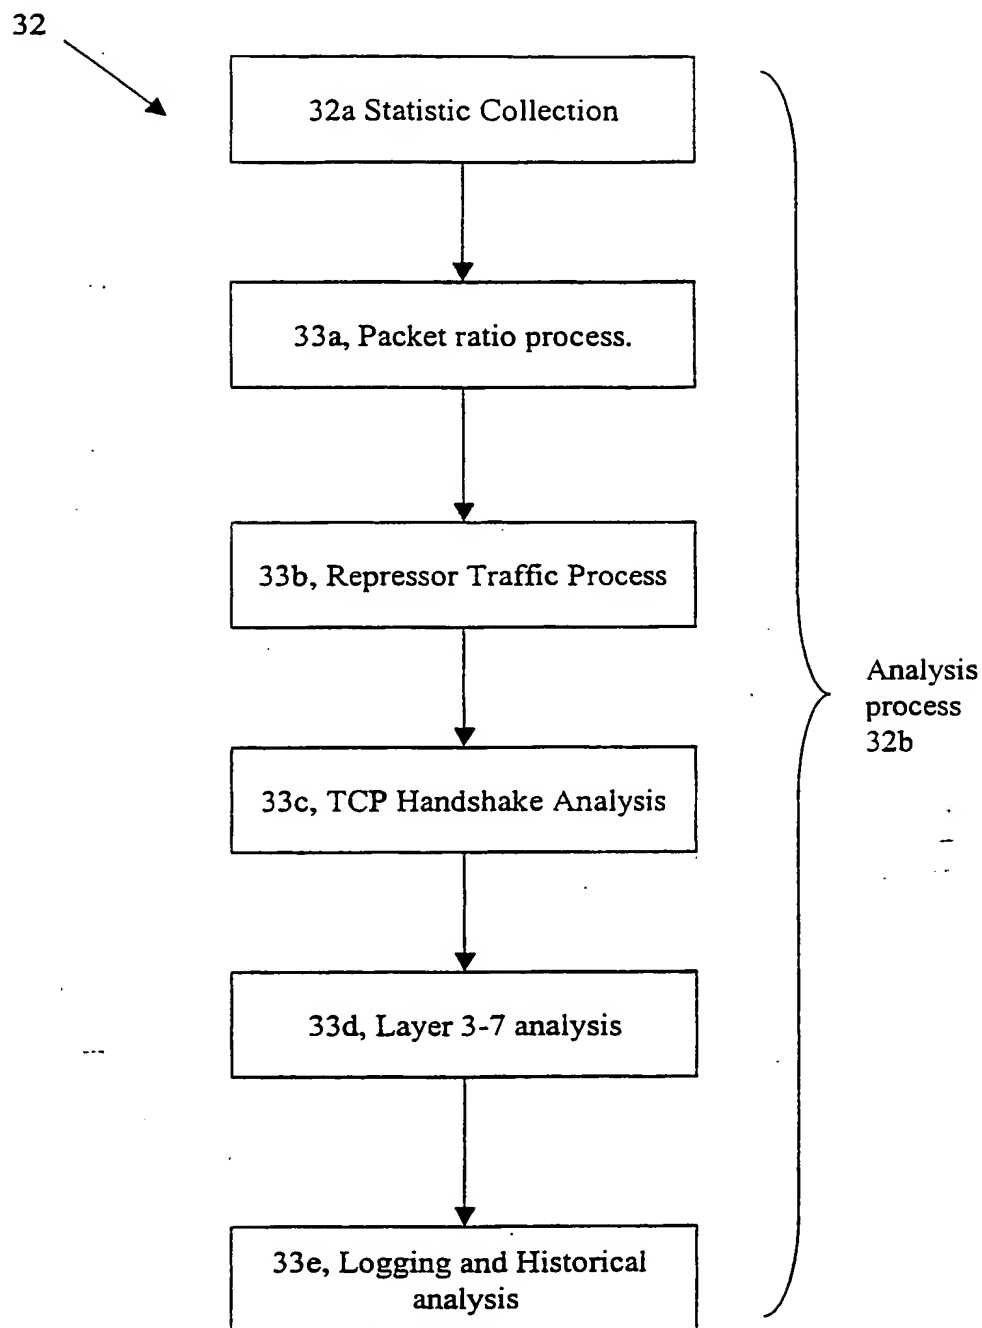 32
32a Statistic Collection
33a, Packet ratio process.
33b, Repressor Traffic Process
33c, TCP Handshake Analysis
Analysis
process
32b
33d, Layer 3-7 analysis
33e, Logging and Historical
analysis